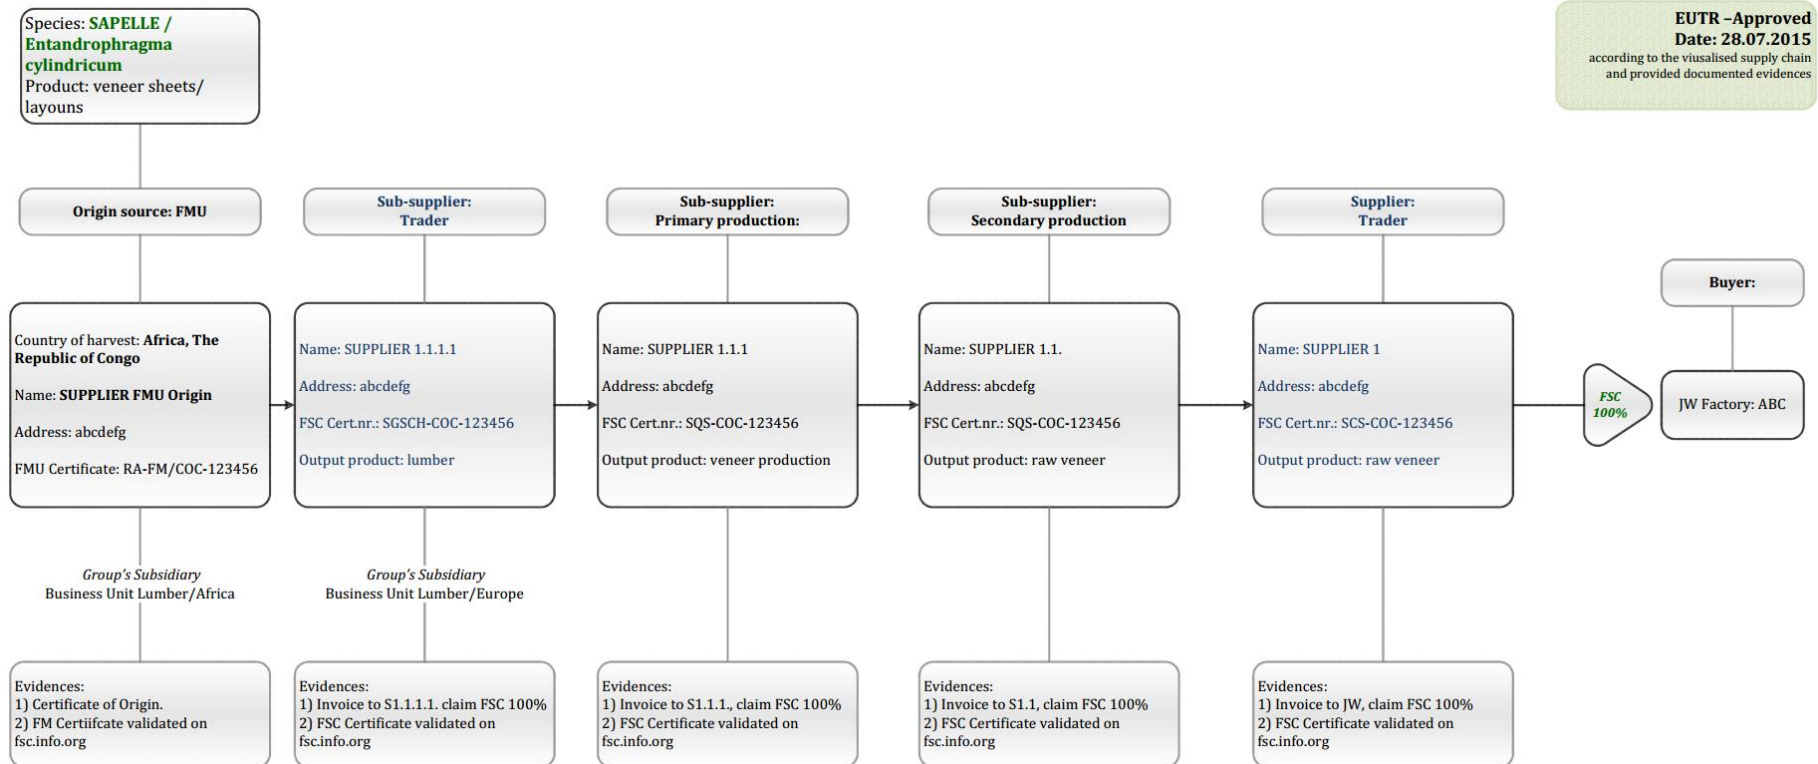 Species: SAPELLE /
Entandrophragma
cylindricum
Product: veneer sheets/
layouns
EUTR –Approved
Date: 28.07.2015
according to the viusalised supply chain
and provided documented evidences
Origin source: FMU
Sub-supplier:
Trader
Sub-supplier:
Primary production:
Sub-supplier:
Secondary production
Supplier:
Trader
Buyer:
Country of harvest: Africa, The
Republic of Congo
Name: SUPPLIER FMU Origin
Address: abcdefg
FMU Certificate: RA-FM/COC-123456
Name: SUPPLIER 1.1.1.1
Address: abcdefg
FSC Cert.nr.: SGSCH-COC-123456
Output product: lumber
Name: SUPPLIER 1.1.1
Address: abcdefg
FSC Cert.nr.: SQS-COC-123456
Output product: veneer production
Name: SUPPLIER 1.1.
Address: abcdefg
FSC Cert.nr.: SQS-COC-123456
Output product: raw veneer
Name: SUPPLIER 1
Address: abcdefg
FSC Cert.nr.: SCS-COC-123456
Output product: raw veneer
FSC
100%
JW Factory: ABC
Group's Subsidiary
Business Unit Lumber/Africa
Group's Subsidiary
Business Unit Lumber/Europe
Evidences:
1) Certificate of Origin.
2) FM Certiifcate validated on
fsc.info.org
Evidences:
1) Invoice to S1.1.1.1. claim FSC 100%
2) FSC Certificate validated on
fsc.info.org
Evidences:
1) Invoice to S1.1.1., claim FSC 100%
2) FSC Certificate validated on
fsc.info.org
Evidences:
1) Invoice to S1.1, claim FSC 100%
2) FSC Certificate validated on
fsc.info.org
Evidences:
1) Invoice to JW, claim FSC 100%
2) FSC Certificate validated on
fsc.info.org